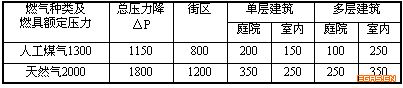 燃气种类及 总压力降 街区 单层建筑 多层建筑
燃具额定压力 △P 庭院 室内 庭院 室内
人工煤气1300 1150 800 200 150 100 250
天然气2000 1800 1200 350 250 250 350